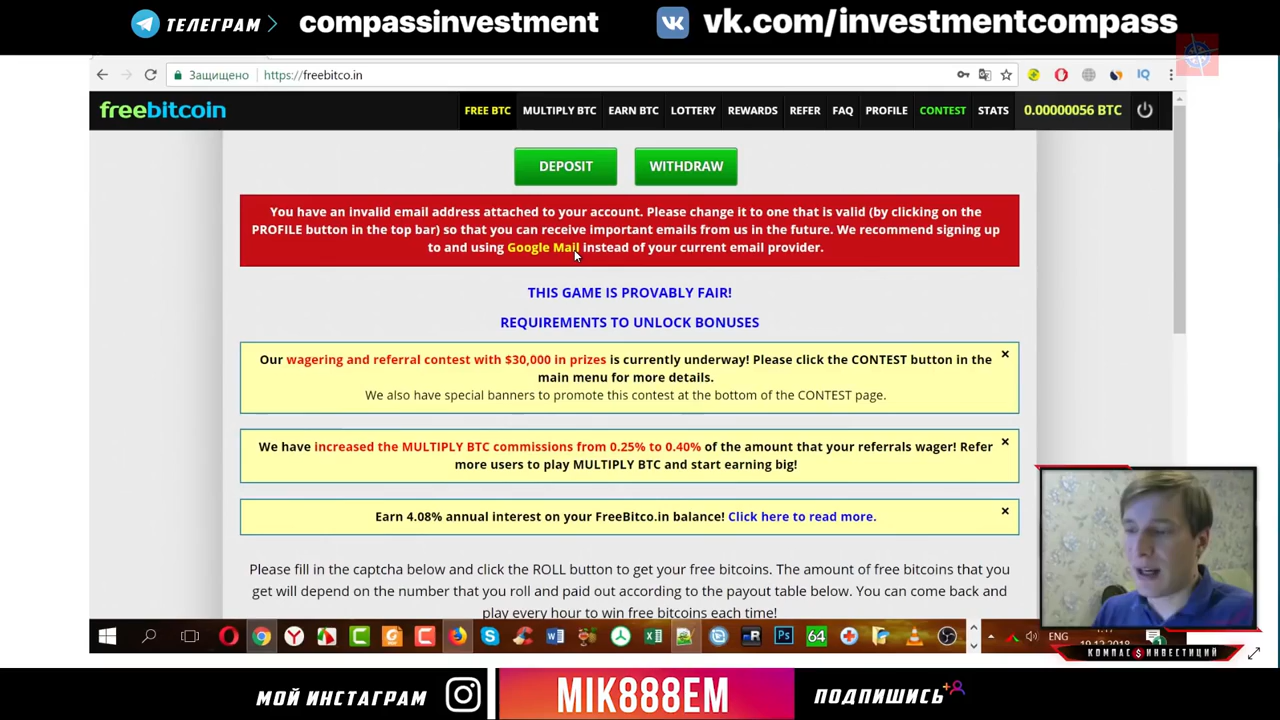 ТЕЛЕГРАМ compassinvestment vk.com/investmentcompass
Защищено https://freebitco.in IQ
freebitcoin FREE BTC MULTIPLY BTC EARN BTC LOTTERY REWARDS REFER FAQ PROFILE CONTEST STATS 0.00000056 BTC
DEPOSIT WITHDRAW
You have an invalid email address attached to your account. Please change it to one that is valid (by clicking on the
PROFILE button in the top bar) so that you can receive important emails from us in the future. We recommend signing up
to and using Google Mail instead of your current email provider.
THIS GAME IS PROVABLY FAIR!
REQUIREMENTS TO UNLOCK BONUSES
Our wagering and referral contest with $30,000 in prizes is currently underway! Please click the CONTEST button in the
main menu for more details.
We also have special banners to promote this contest at the bottom of the CONTEST page.
We have increased the MULTIPLY BTC commissions from 0.25% to 0.40% of the amount that your referrals wager! Refer
more users to play MULTIPLY BTC and start earning big!
Earn 4.08% annual interest on your FreeBitco.in balance! Click here to read more.
Please fill in the captcha below and click the ROLL button to get your free bitcoins. The amount of free bitcoins that you
get will depend on the number that you roll and paid out according to the payout table below. You can come back and
play every hour to win free bitcoins each time!
64 ENG
19.12.2018
КОМПАС ИНВЕСТИЦИЙ
МОЙ ИНСТАГРАМ MIK888EM ПОДПИШИСЬ